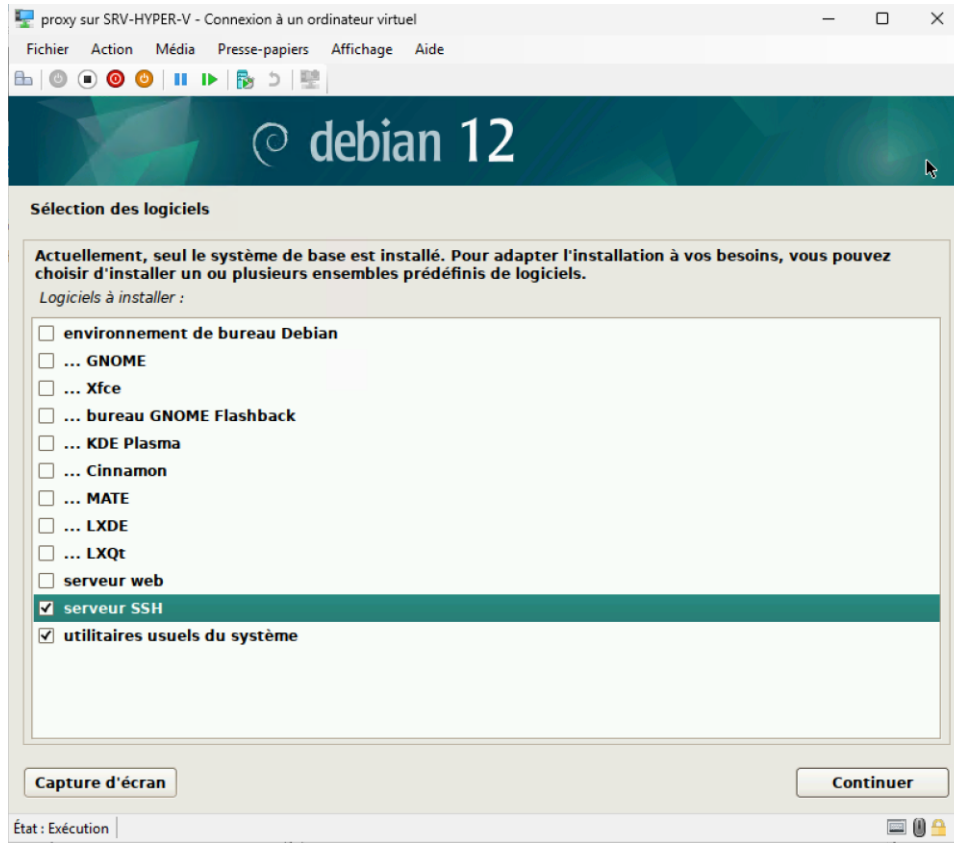 proxy sur SRV-HYPER-V - Connexion à un ordinateur virtuel
Fichier Action Média Presse-papiers Affichage Aide
debian 12
Sélection des logiciels
Actuellement, seul le système de base est installé. Pour adapter l'installation à vos besoins, vous pouvez
choisir d'installer un ou plusieurs ensembles prédéfinis de logiciels.
Logiciels à installer :
environnement de bureau Debian
... GNOME
... Xfce
... bureau GNOME Flashback
... KDE Plasma
... Cinnamon
... MATE
... LXDE
... LXQt
serveur web
serveur SSH
utilitaires usuels du système
Capture d'écran Continuer
État : Exécution